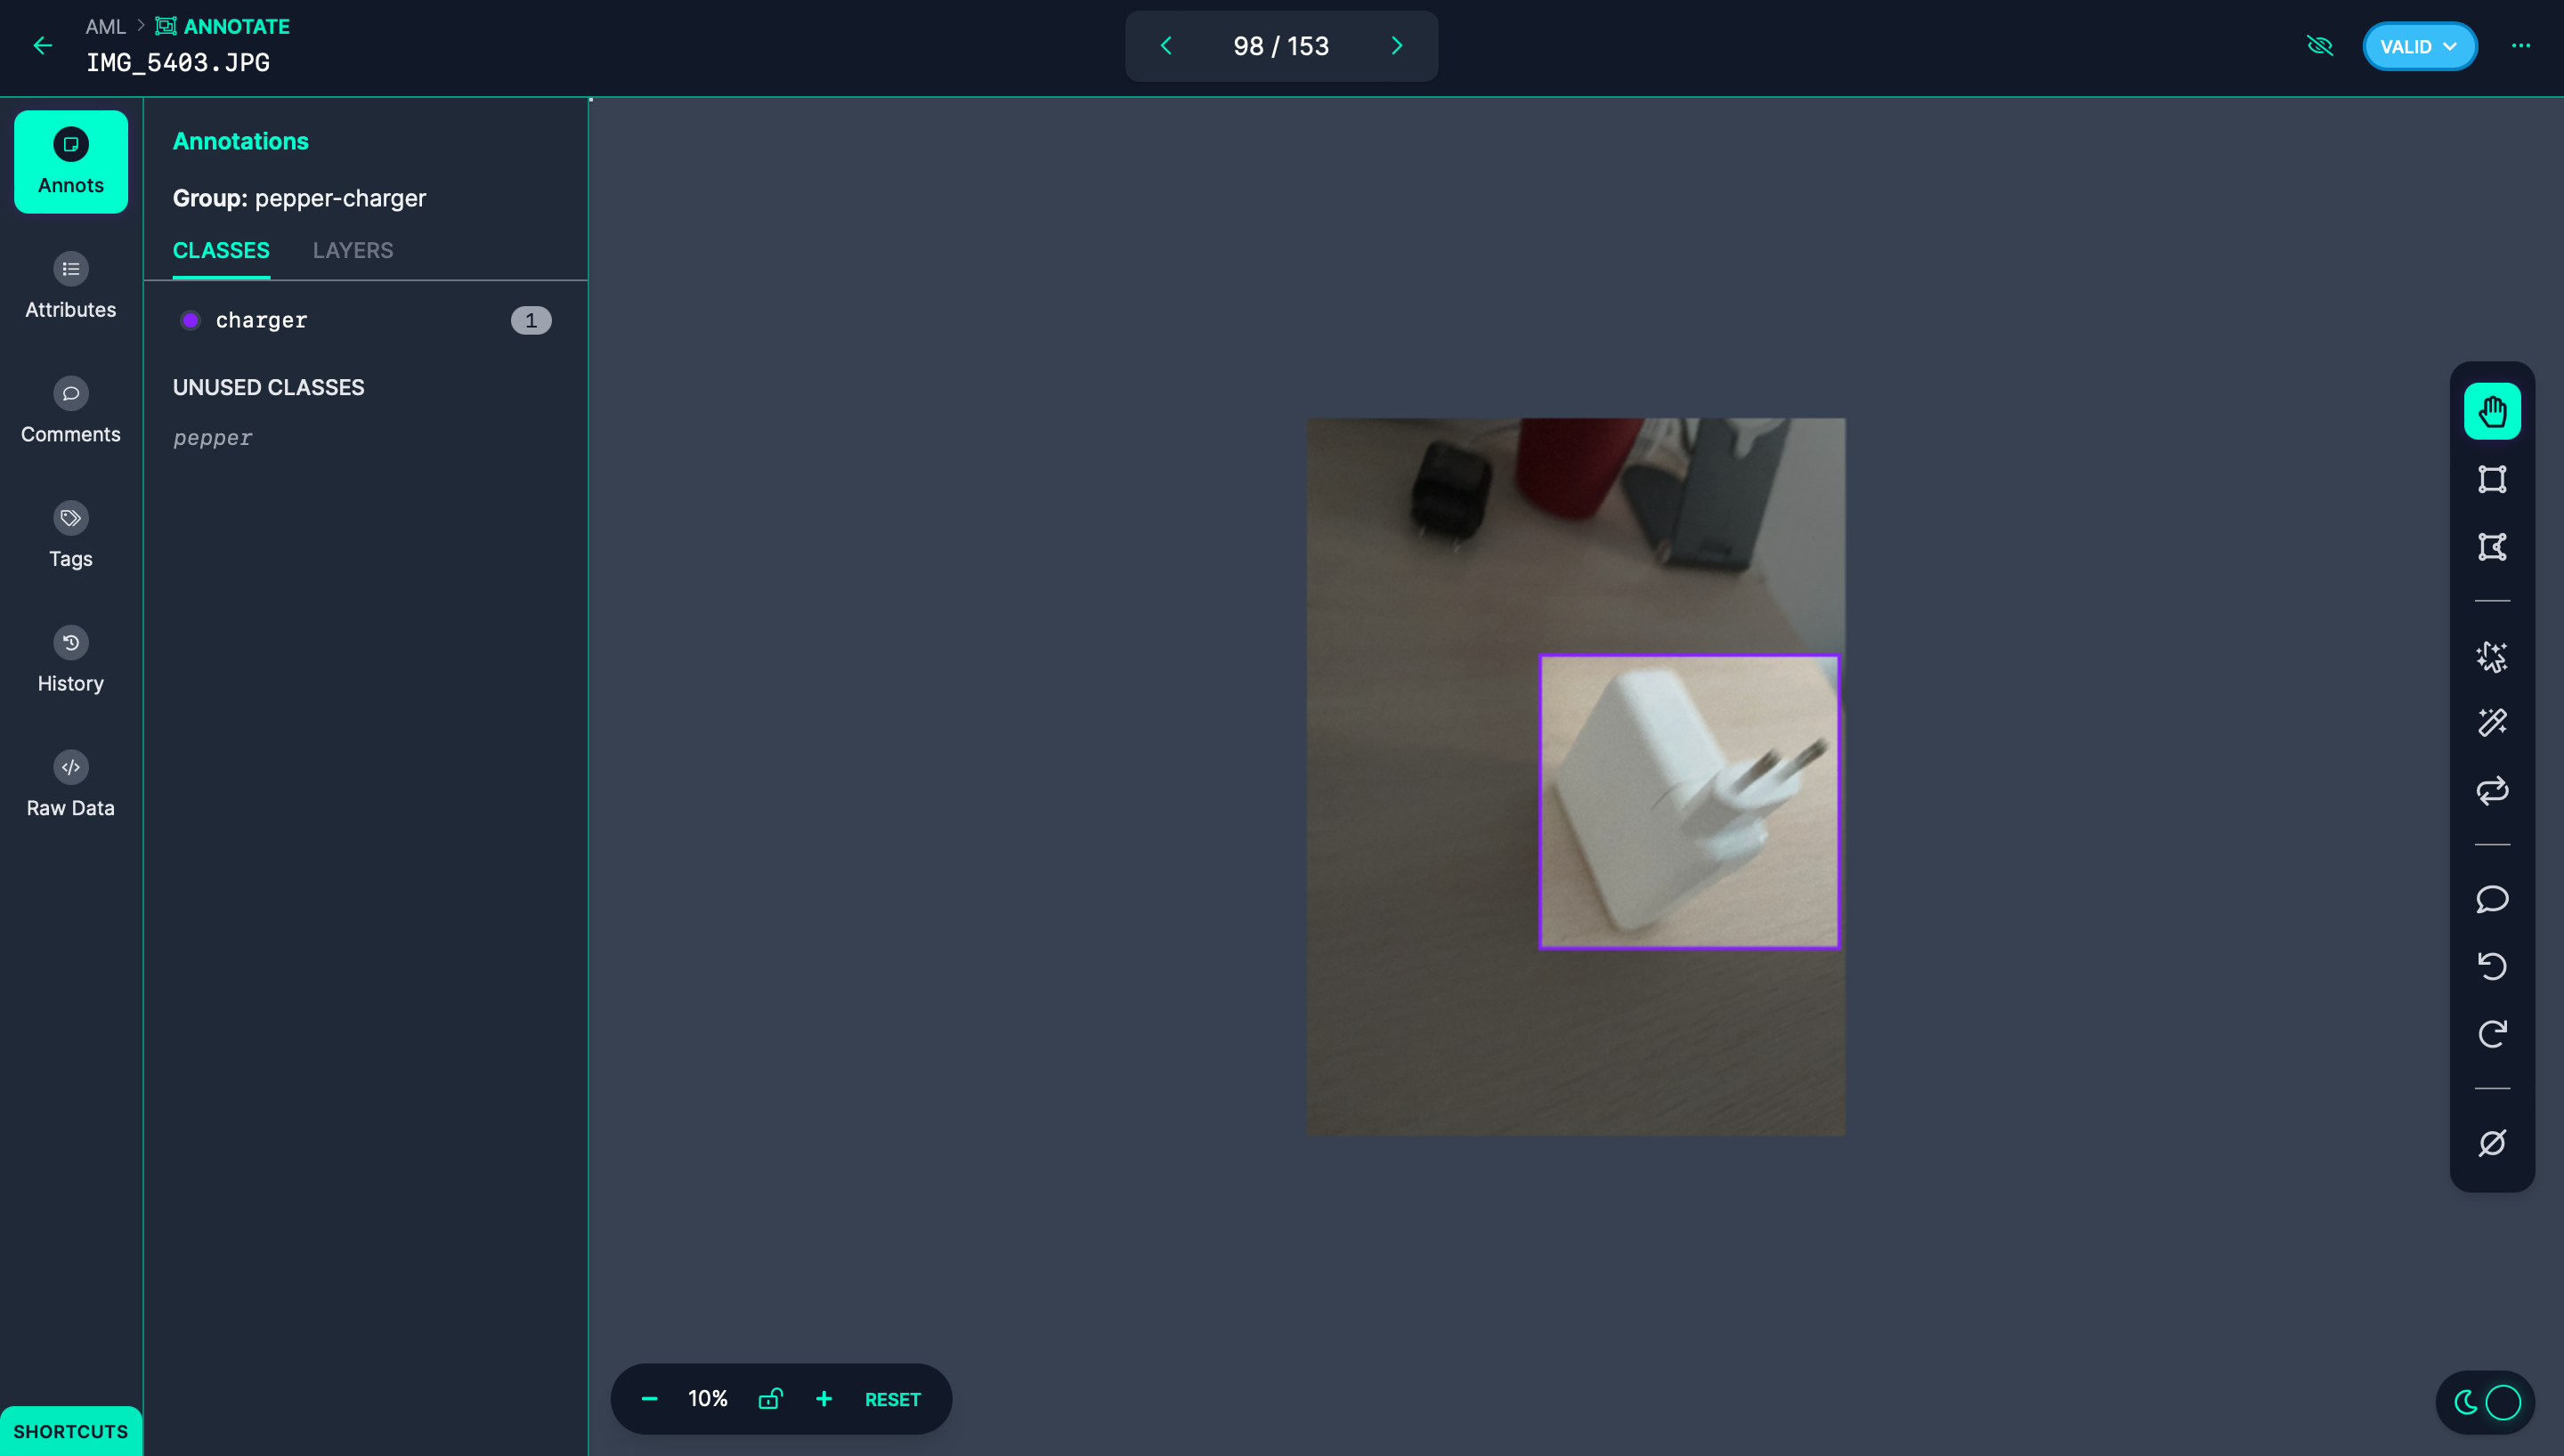 AML > ANNOTATE
IMG_5403.JPG
98 / 153
VALID
Annots
Attributes
Comments
Tags
History
Raw Data
SHORTCUTS
Annotations
Group: pepper-charger
CLASSES LAYERS
charger 1
UNUSED CLASSES
pepper
10% RESET